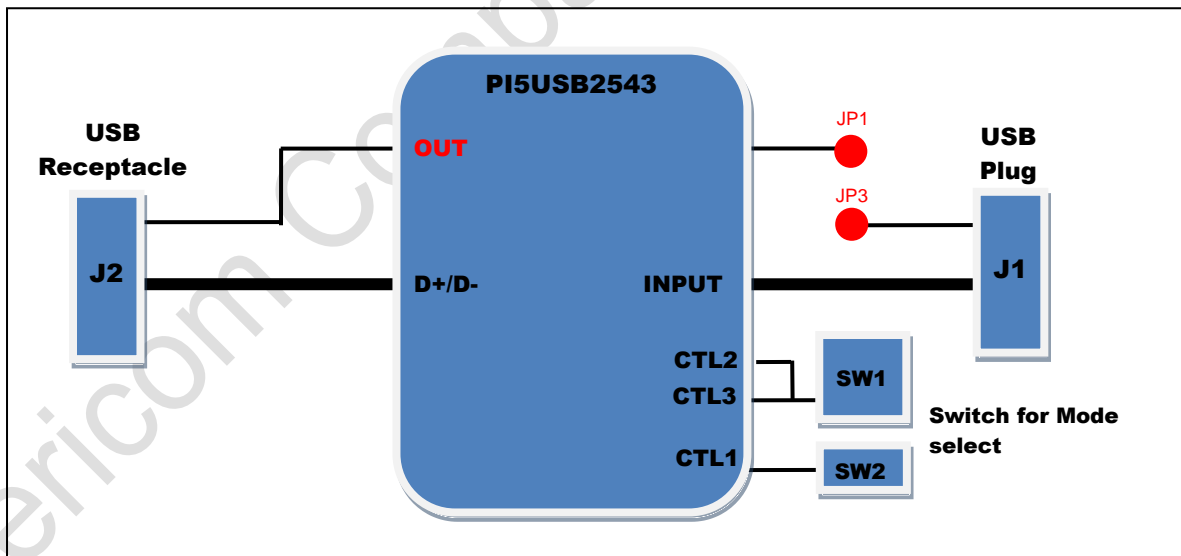 PI5USB2543
USB
Receptacle
OUT
JP1
USB
Plug
JP3
J2
D+/D-
INPUT
J1
CTL2
CTL3
SW1
Switch for Mode
select
CTL1
SW2